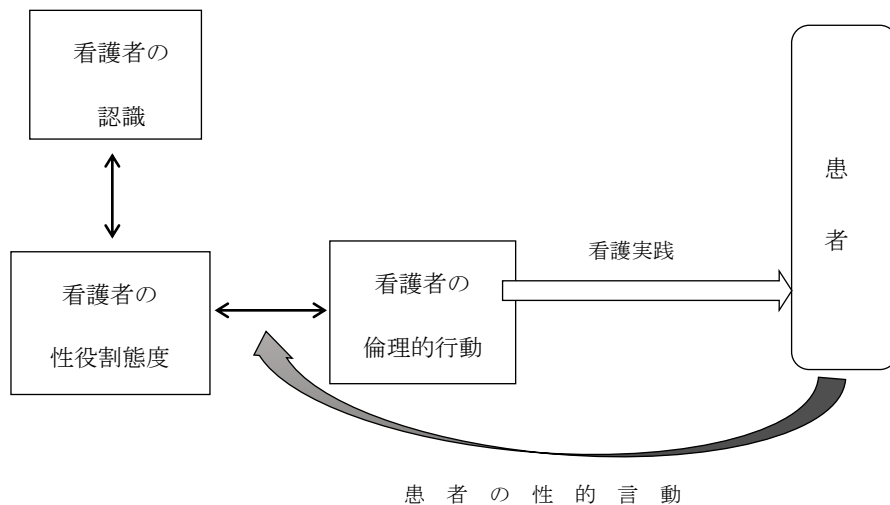 看護者の
認識
看護者の
性役割態度
看護者の
倫理的行動
看護実践
患
者
患者の性的言動